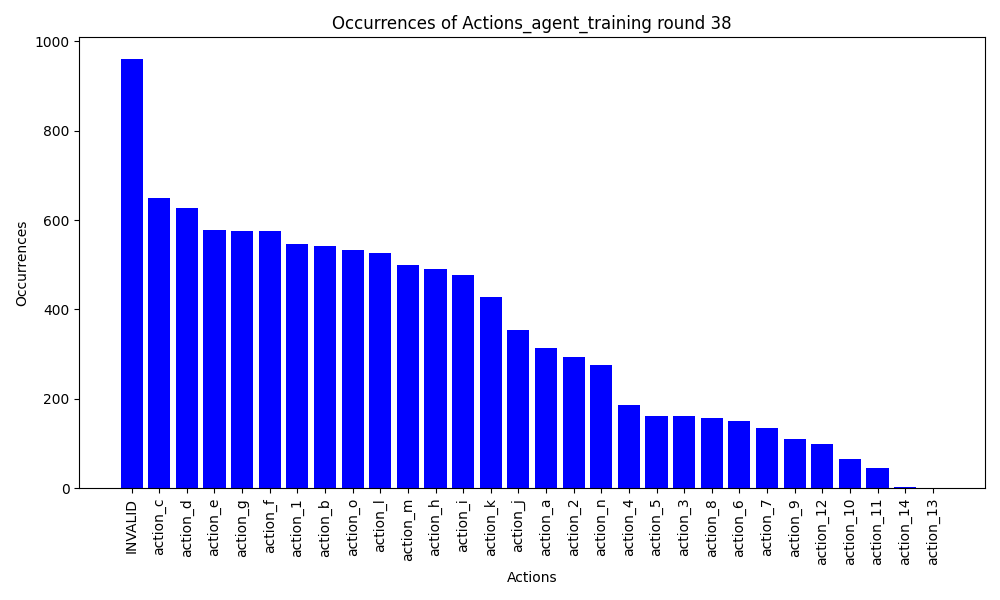 Occurrences of Actions_agent_training round 38
1000
800
600
400
200
0
Occurrences
INVALID
action_c
action_d
action_e
action_g
action_f
action_1
action_b
action_o
action_l
action_m
action_h
action_i
action_k
action_j
action_a
action_2
action_n
action_4
action_5
action_3
action_8
action_6
action_7
action_9
action_12
action_10
action_11
action_14
action_13
Actions